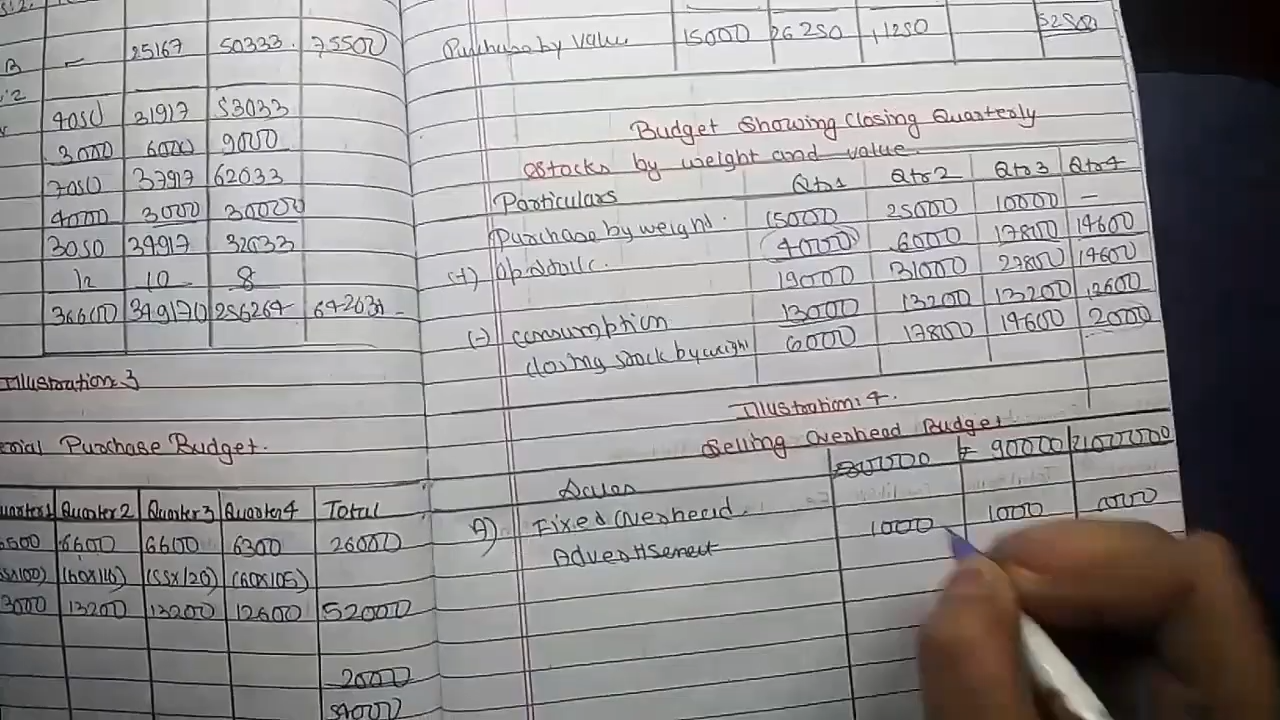 25167 50333 75500
4050 31917 53033
3000 6000 9000
7050 37917 62033
4000 3000 30000
3050 34917 32033
12 10 8
36600 349170 256264 642034
Illustration: 3
Purchase Budget.
Quarter 2 Quarter 3 Quarter 4 Total
6600 6600 6300 26000
(60x110) (55x120) (60x105)
3000 13200 13200 12600 52000
2000
Purchase by value 15000 26250 11250 52500
Budget Showing Closing Quarterly
Stocks by weight and value
Particulars Qtr 1 Qtr 2 Qtr 3 Qtr 4
Purchase by weight. 15000 25000 10000 -
(+) 4000 6000 17800 14600
19000 31000 27800 14600
(-) consumption 13000 13200 13200 12600
closing stock by weight 6000 17800 14600 2000
Illustration: 4.
Selling Overhead Budget
Sales 90000
A) Fixed Overhead.
Advertisement 1000 1000 1000